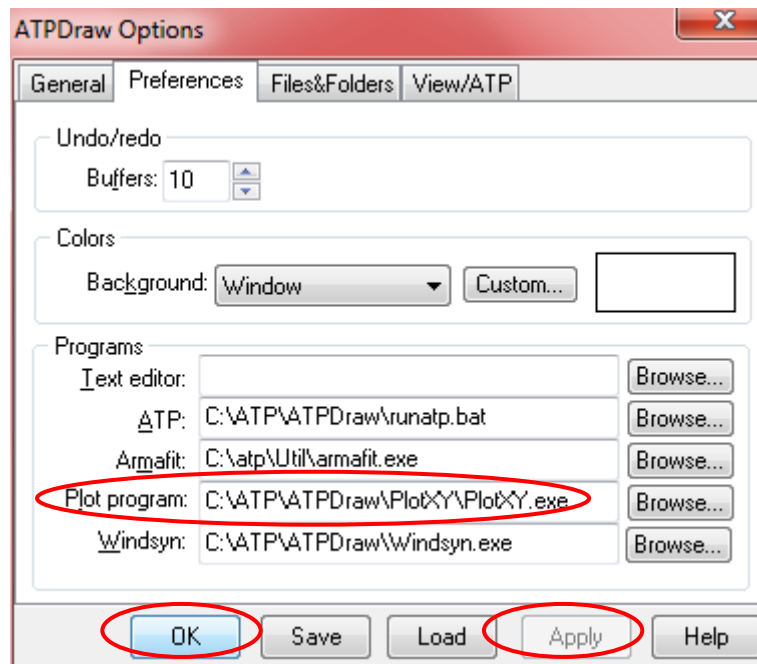 ATPDraw Options
General Preferences Files&Folders View/ATP
Undo/redo
Buffers: 10
Colors
Background: Window Custom...
Programs
Text editor: Browse...
ATP: C:\ATP\ATPDraw\runatp.bat Browse...
Armafit: C:\atp\Util\armafit.exe Browse...
Plot program: C:\ATP\ATPDraw\PlotXY\PlotXY.exe Browse...
Windsyn: C:\ATP\ATPDraw\Windsyn.exe Browse...
OK Save Load Apply Help